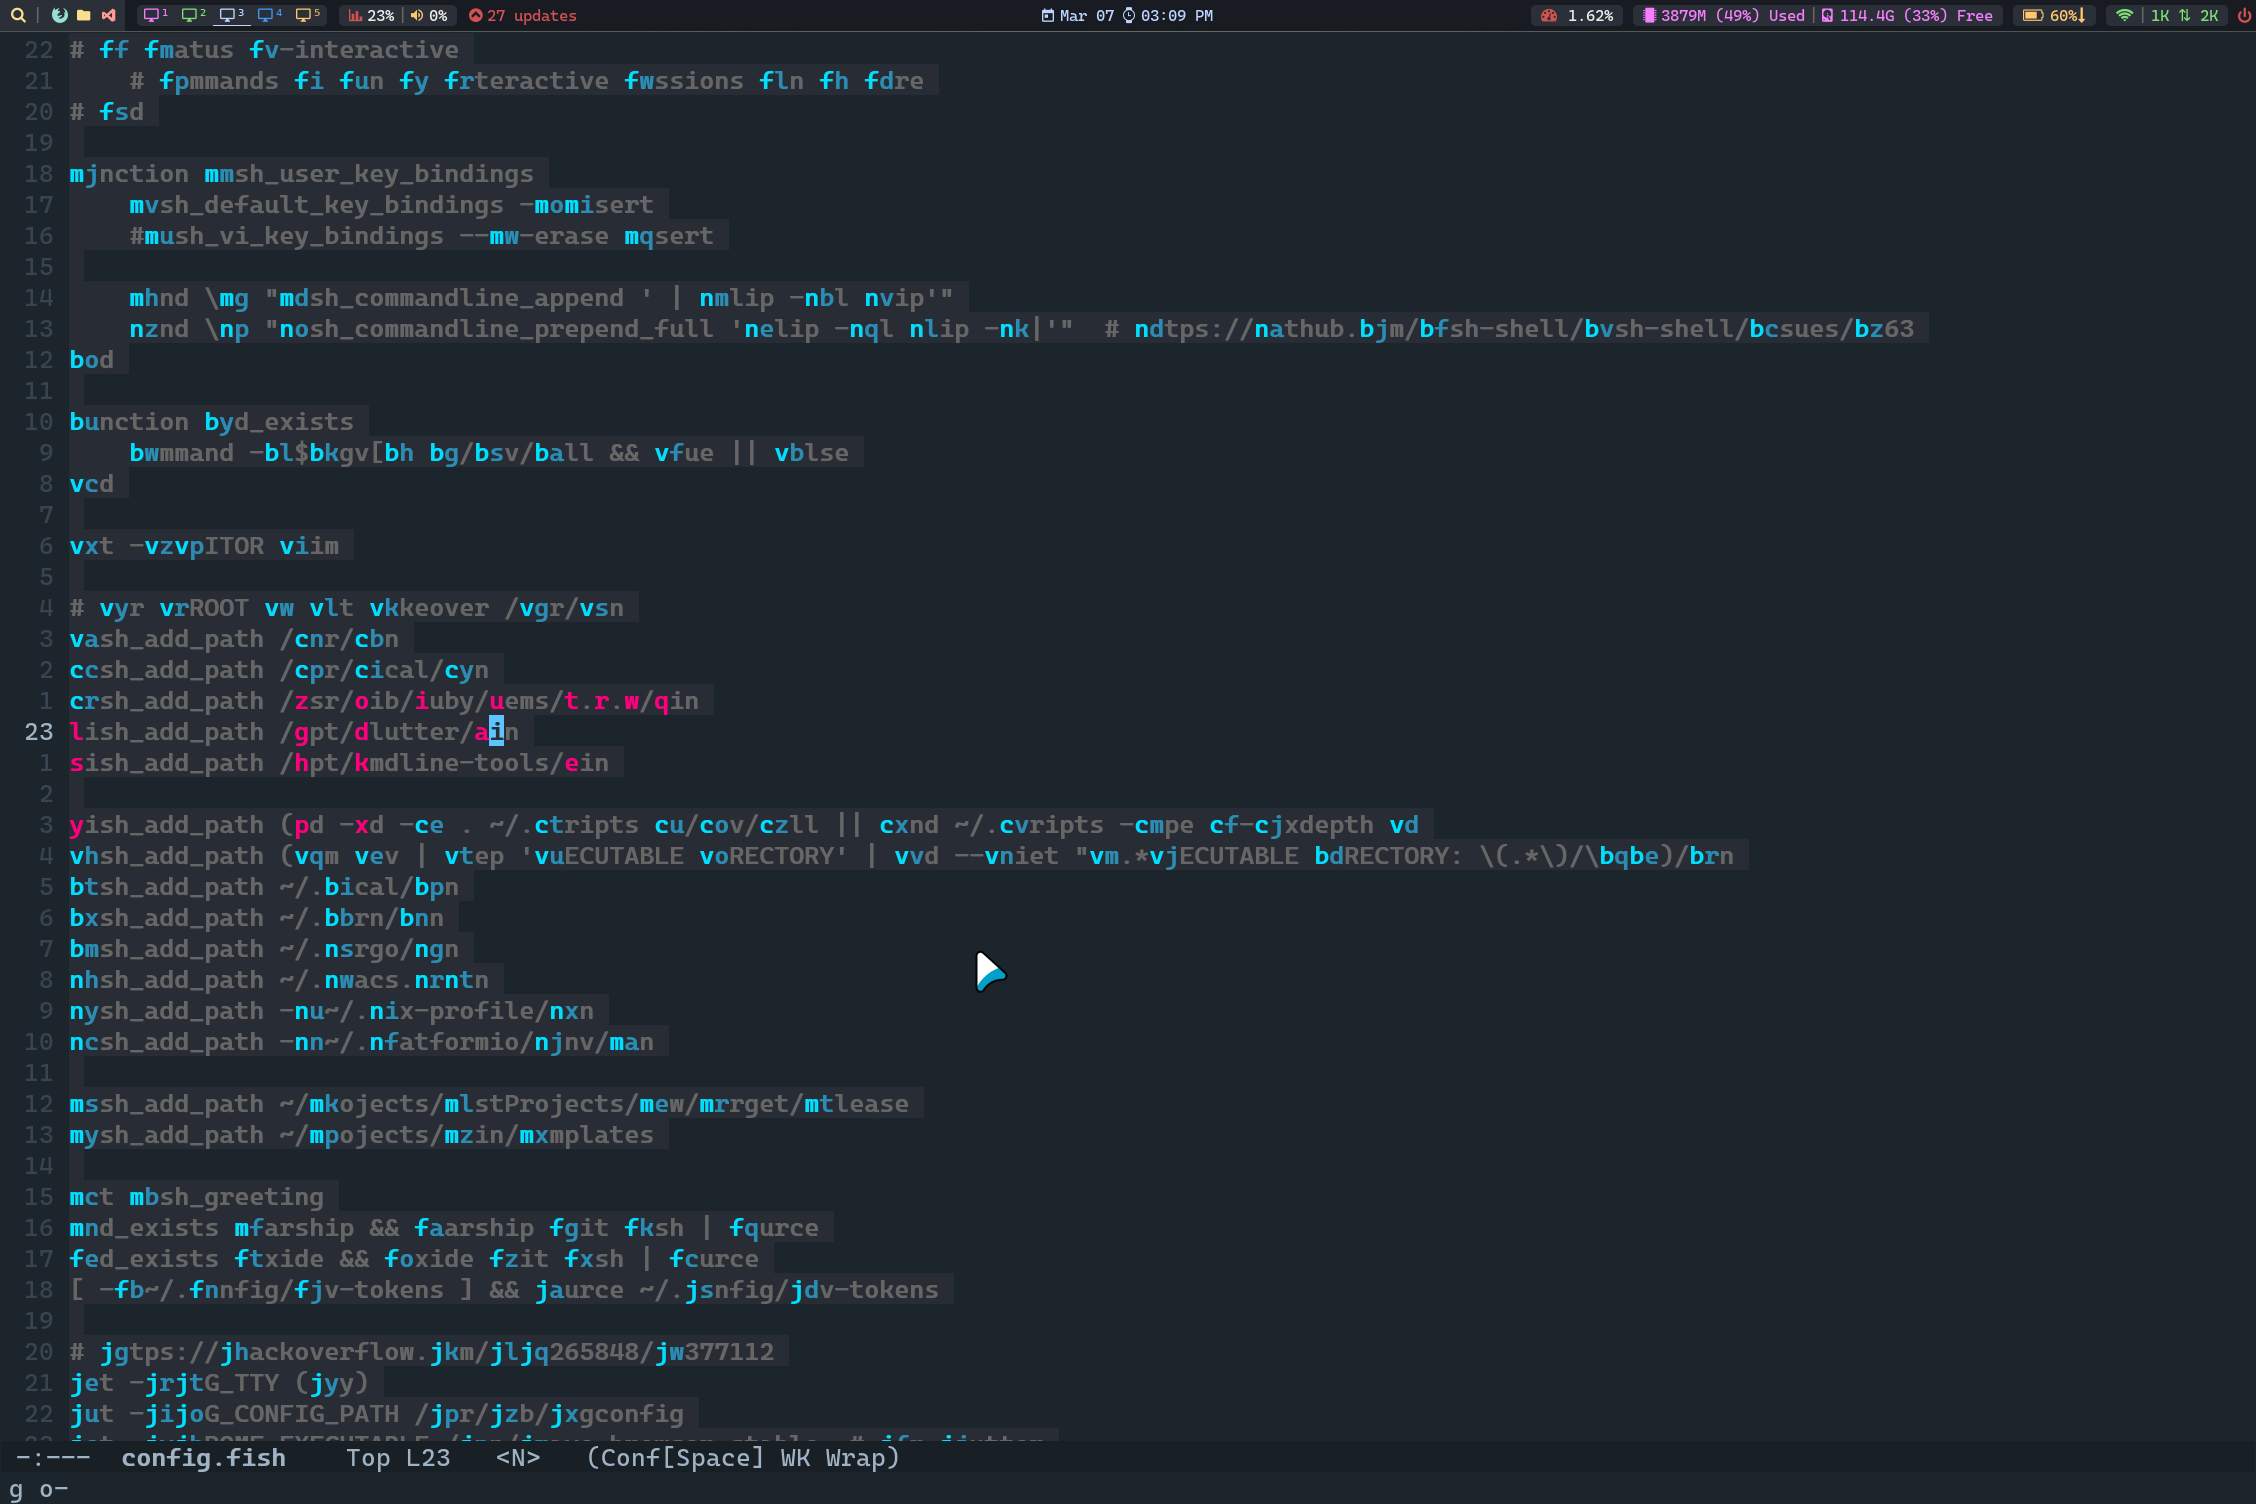 1 2 3 4 5 23% 0% 27 updates Mar 07 03:09 PM 1.62% 3879M (49%) Used 114.4G (33%) Free 60% 1K 2K
22 # ff fmatus fv-interactive
21 # fpmmands fi fun fy frteractive fwssions fln fh fdre
20 # fsd
19
18 mjnction mmsh_user_key_bindings
17 mvsh_default_key_bindings -momisert
16 #mush_vi_key_bindings --mw-erase mqsert
15
14 mhnd \mg "mdsh_commandline_append ' | nmlip -nbl nvip'"
13 nznd \np "nosh_commandline_prepend_full 'nelip -nql nlip -nk|'" # ndtps://nathub.bjm/bfsh-shell/bvsh-shell/bcsues/bz63
12 bod
11
10 bunction byd_exists
9 bwmmand -bl$bkgv[bh bg/bsv/ball && vfue || vblse
8 vcd
7
6 vxt -vzvpITOR viim
5
4 # vyr vrROOT vw vlt vkkeover /vgr/vsn
3 vash_add_path /cnr/cbn
2 ccsh_add_path /cpr/cical/cyn
1 crsh_add_path /zsr/oib/iuby/uems/t.r.w/qin
23 lish_add_path /gpt/dlutter/ain
1 sish_add_path /hpt/kmdline-tools/ein
2
3 yish_add_path (pd -xd -ce . ~/.ctripts cu/cov/czll || cxnd ~/.cvripts -cmpe cf-cjxdepth vd
4 vhsh_add_path (vqm vev | vtep 'vuECUTABLE voRECTORY' | vvd --vniet "vm.*vjECUTABLE bdRECTORY: \(.*\)/\bqbe)/brn
5 btsh_add_path ~/.bical/bpn
6 bxsh_add_path ~/.bbrn/bnn
7 bmsh_add_path ~/.nsrgo/ngn
8 nhsh_add_path ~/.nwacs.nrntn
9 nysh_add_path -nu~/.nix-profile/nxn
10 ncsh_add_path -nn~/.nfatformio/njnv/man
11
12 mssh_add_path ~/mkojects/mlstProjects/mew/mrrget/mtlease
13 mysh_add_path ~/mpojects/mzin/mxmplates
14
15 mct mbsh_greeting
16 mnd_exists mfarship && faarship fgit fksh | fqurce
17 fed_exists ftxide && foxide fzit fxsh | fcurce
18 [ -fb~/.fnnfig/fjv-tokens ] && jaurce ~/.jsnfig/jdv-tokens
19
20 # jgtps://jhackoverflow.jkm/jljq265848/jw377112
21 jet -jrjtG_TTY (jyy)
22 jut -jijoG_CONFIG_PATH /jpr/jzb/jxgconfig
-:--- config.fish Top L23 <N> (Conf[Space] WK Wrap)
g o-